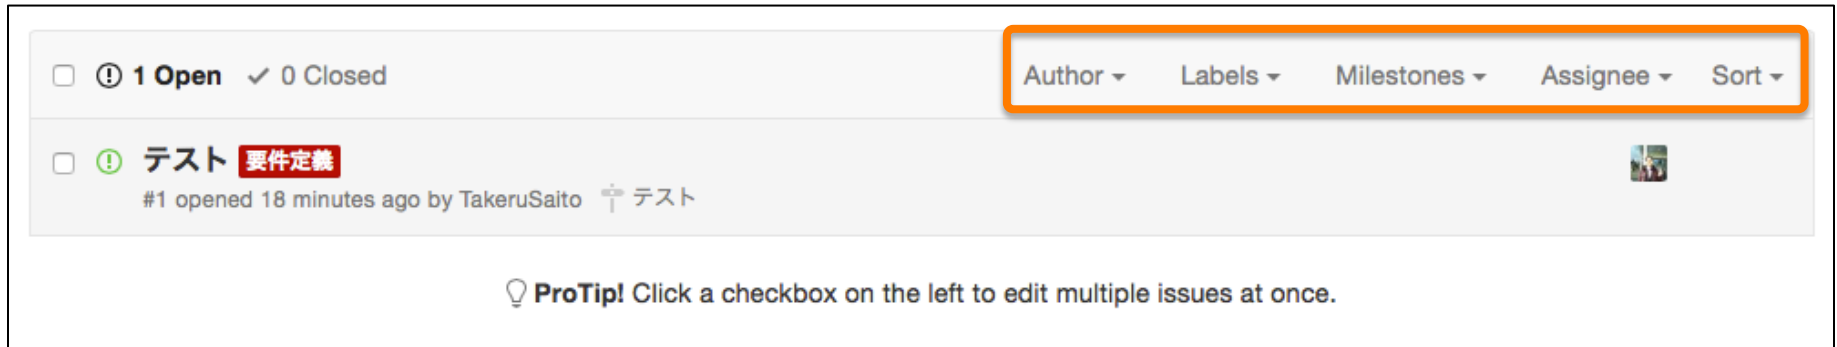 1 Open 0 Closed Author Labels Milestones Assignee Sort
テスト 要件定義
#1 opened 18 minutes ago by TakeruSaito テスト
ProTip! Click a checkbox on the left to edit multiple issues at once.